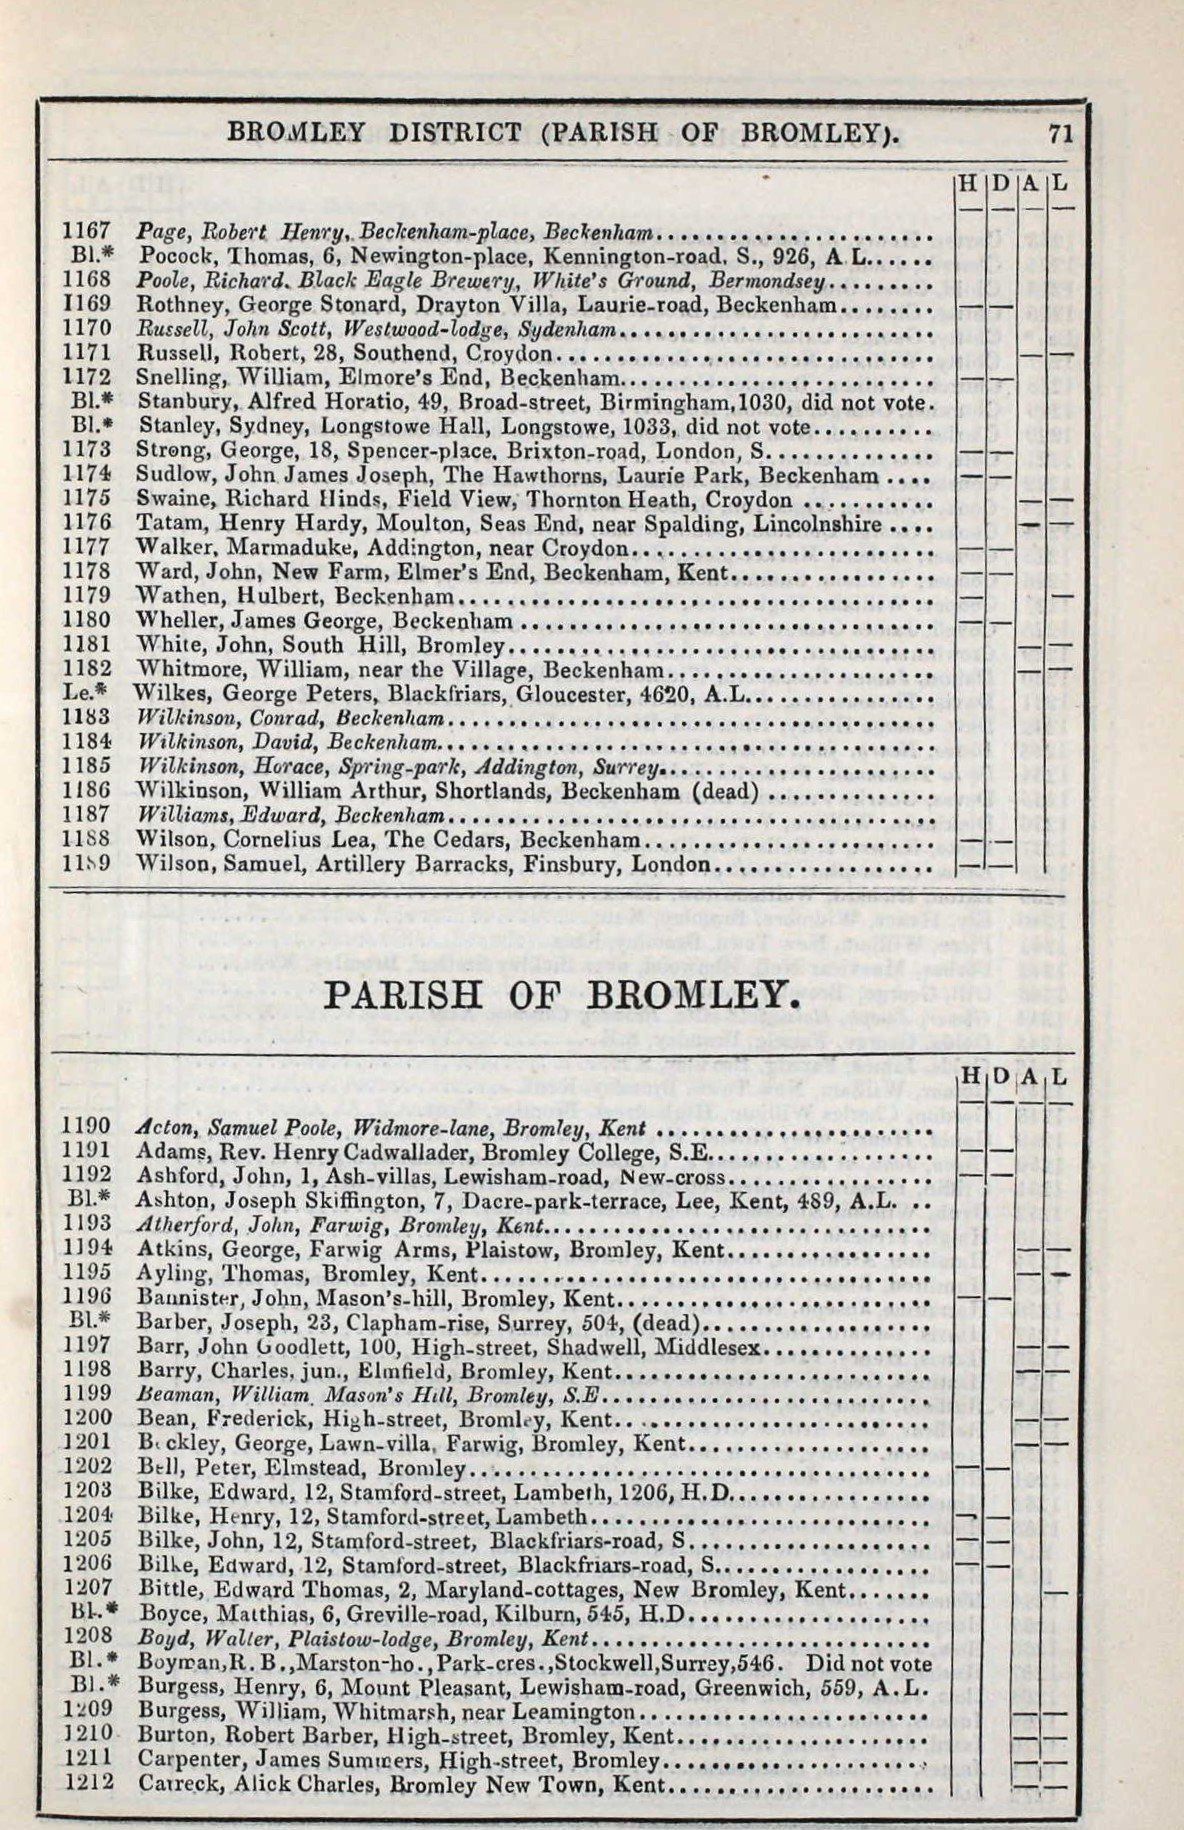 BROMLEY DISTRICT (PARISH OF BROMLEY). 71
H D A L
1167 Page, Robert Henry, Beckenham-place, Beckenham
Bl.* Pocock, Thomas, 6, Newington-place, Kennington-road, S., 926, A L
1168 Poole, Richard. Black Eagle Brewery, White's Ground, Bermondsey
1169 Rothney, George Stonard, Drayton Villa, Laurie-road, Beckenham — —
1170 Russell, John Scott, Westwood-lodge, Sydenham
1171 Russell, Robert, 28, Southend, Croydon — —
1172 Snelling, William, Elmore's End, Beckenham — —
Bl.* Stanbury, Alfred Horatio, 49, Broad-street, Birmingham, 1030, did not vote.
Bl.* Stanley, Sydney, Longstowe Hall, Longstowe, 1033, did not vote
1173 Strong, George, 18, Spencer-place, Brixton-road, London, S — —
1174 Sudlow, John James Joseph, The Hawthorns, Laurie Park, Beckenham — —
1175 Swaine, Richard Hinds, Field View, Thornton Heath, Croydon — —
1176 Tatam, Henry Hardy, Moulton, Seas End, near Spalding, Lincolnshire — —
1177 Walker, Marmaduke, Addington, near Croydon — —
1178 Ward, John, New Farm, Elmer's End, Beckenham, Kent — —
1179 Wathen, Hulbert, Beckenham — —
1180 Wheller, James George, Beckenham — —
1181 White, John, South Hill, Bromley — —
1182 Whitmore, William, near the Village, Beckenham — —
Le.* Wilkes, George Peters, Blackfriars, Gloucester, 4620, A.L
1183 Wilkinson, Conrad, Beckenham
1184 Wilkinson, David, Beckenham
1185 Wilkinson, Horace, Spring-park, Addington, Surrey
1186 Wilkinson, William Arthur, Shortlands, Beckenham (dead)
1187 Williams, Edward, Beckenham
1188 Wilson, Cornelius Lea, The Cedars, Beckenham — —
1189 Wilson, Samuel, Artillery Barracks, Finsbury, London — —
PARISH OF BROMLEY.
H D A L
1190 Acton, Samuel Poole, Widmore-lane, Bromley, Kent
1191 Adams, Rev. Henry Cadwallader, Bromley College, S.E — —
1192 Ashford, John, 1, Ash-villas, Lewisham-road, New-cross — —
Bl.* Ashton, Joseph Skiffington, 7, Dacre-park-terrace, Lee, Kent, 489, A.L.
1193 Atherford, John, Farwig, Bromley, Kent
1194 Atkins, George, Farwig Arms, Plaistow, Bromley, Kent — —
1195 Ayling, Thomas, Bromley, Kent — —
1196 Bannister, John, Mason's-hill, Bromley, Kent — —
Bl.* Barber, Joseph, 23, Clapham-rise, Surrey, 504, (dead)
1197 Barr, John Goodlett, 100, High-street, Shadwell, Middlesex — —
1198 Barry, Charles, jun., Elmfield, Bromley, Kent — —
1199 Beaman, William, Mason's Hill, Bromley, S.E
1200 Bean, Frederick, High-street, Bromley, Kent — —
1201 Beckley, George, Lawn-villa, Farwig, Bromley, Kent — —
1202 Bell, Peter, Elmstead, Bromley — —
1203 Bilke, Edward, 12, Stamford-street, Lambeth, 1206, H.D
1204 Bilke, Henry, 12, Stamford-street, Lambeth — —
1205 Bilke, John, 12, Stamford-street, Blackfriars-road, S — —
1206 Bilke, Edward, 12, Stamford-street, Blackfriars-road, S — —
1207 Bittle, Edward Thomas, 2, Maryland-cottages, New Bromley, Kent —
Bl.* Boyce, Matthias, 6, Greville-road, Kilburn, 545, H.D
1208 Boyd, Walter, Plaistow-lodge, Bromley, Kent
Bl.* Boyman, R. B., Marston-ho., Park-cres., Stockwell, Surrey, 546. Did not vote
Bl.* Burgess, Henry, 6, Mount Pleasant, Lewisham-road, Greenwich, 559, A.L.
1209 Burgess, William, Whitmarsh, near Leamington — —
1210 Burton, Robert Barber, High-street, Bromley, Kent — —
1211 Carpenter, James Summers, High-street, Bromley — —
1212 Carreck, Alick Charles, Bromley New Town, Kent — —